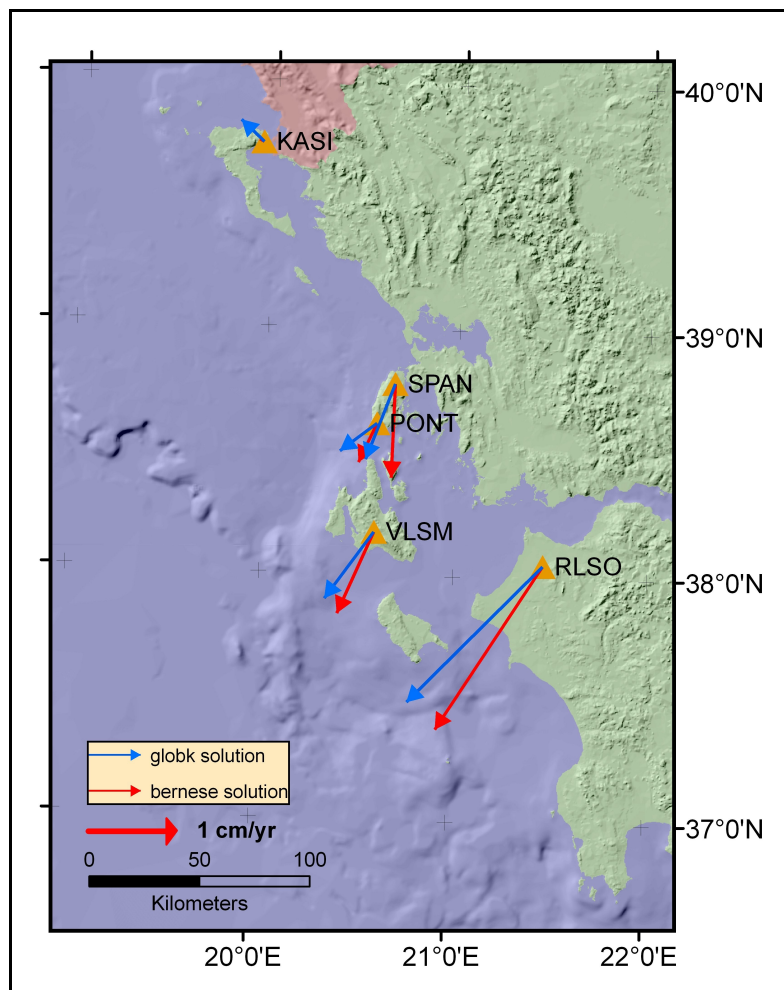 40°0'N
KASI
39°0'N
SPAN
PONT
VLSM
RLSO
38°0'N
globk solution
bernese solution
1 cm/yr
37°0'N
0 50 100
Kilometers
20°0'E 21°0'E 22°0'E